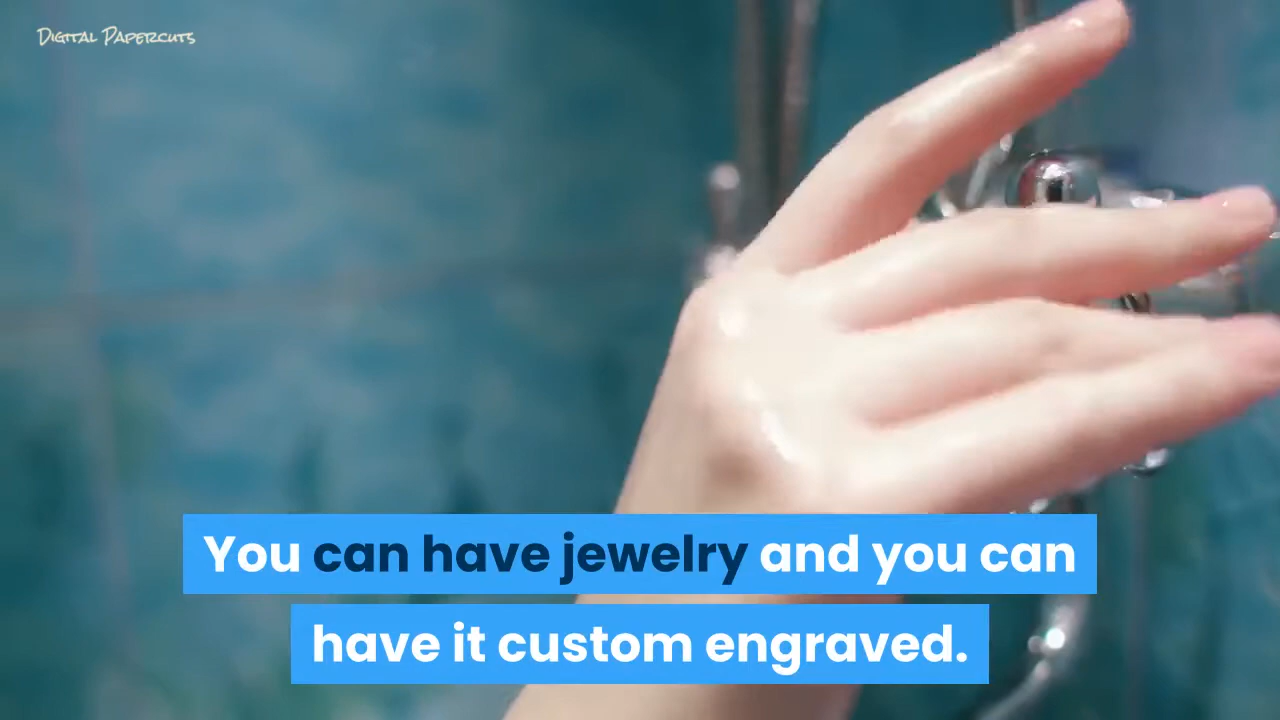 Digital Papercuts
You can have jewelry and you can
have it custom engraved.